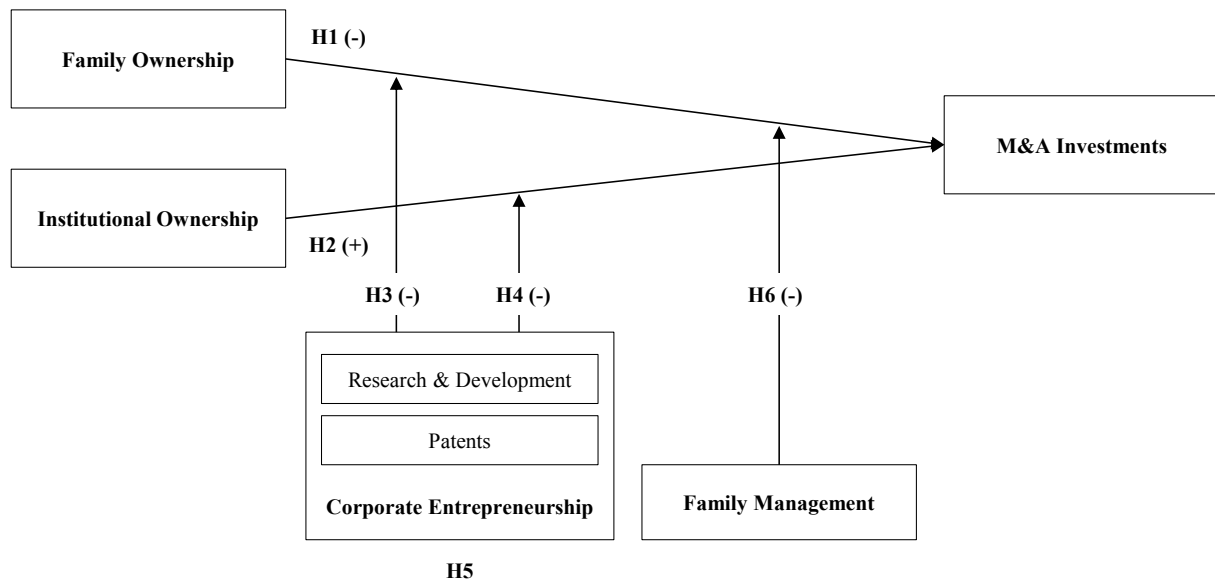 H1 (-)
Family Ownership
M&A Investments
Institutional Ownership
H2 (+)
H3 (-)
H4 (-)
H6 (-)
Research & Development
Patents
Corporate Entrepreneurship
Family Management
H5